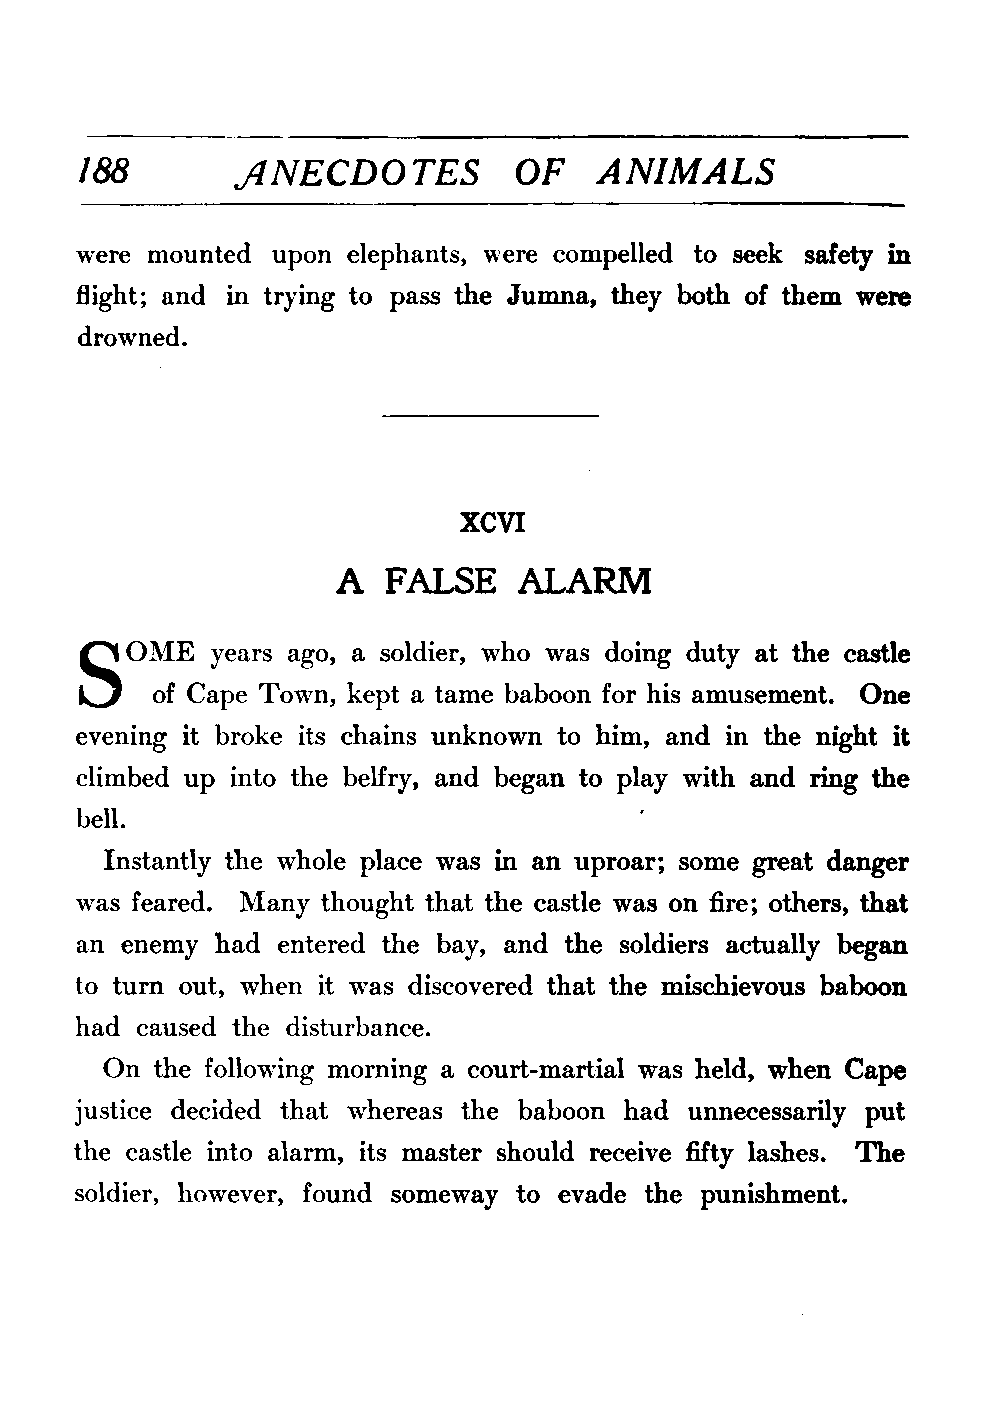 188 ANECDOTES OF ANIMALS
were mounted upon elephants, were compelled to seek safety in
flight; and in trying to pass the Jumna, they both of them were
drowned.
XCVI
A FALSE ALARM
SOME years ago, a soldier, who was doing duty at the castle
of Cape Town, kept a tame baboon for his amusement. One
evening it broke its chains unknown to him, and in the night it
climbed up into the belfry, and began to play with and ring the
bell.
Instantly the whole place was in an uproar; some great danger
was feared. Many thought that the castle was on fire; others, that
an enemy had entered the bay, and the soldiers actually began
to turn out, when it was discovered that the mischievous baboon
had caused the disturbance.
On the following morning a court-martial was held, when Cape
justice decided that whereas the baboon had unnecessarily put
the castle into alarm, its master should receive fifty lashes. The
soldier, however, found someway to evade the punishment.